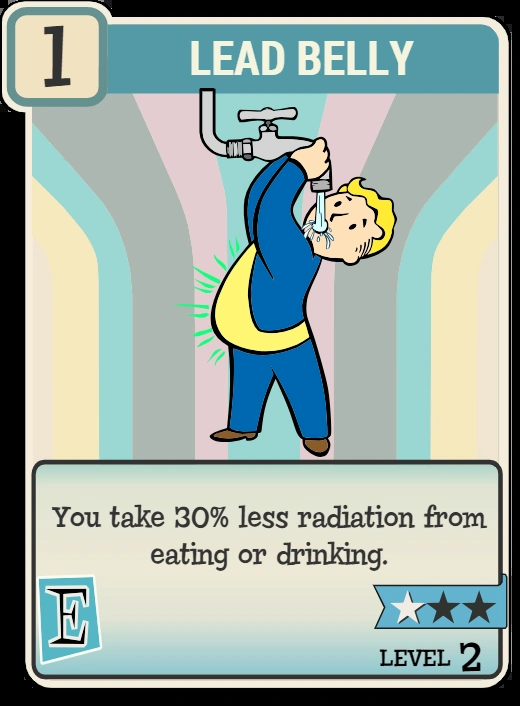 1
LEAD BELLY
You take 30% less radiation from
eating or drinking.
E
LEVEL 2